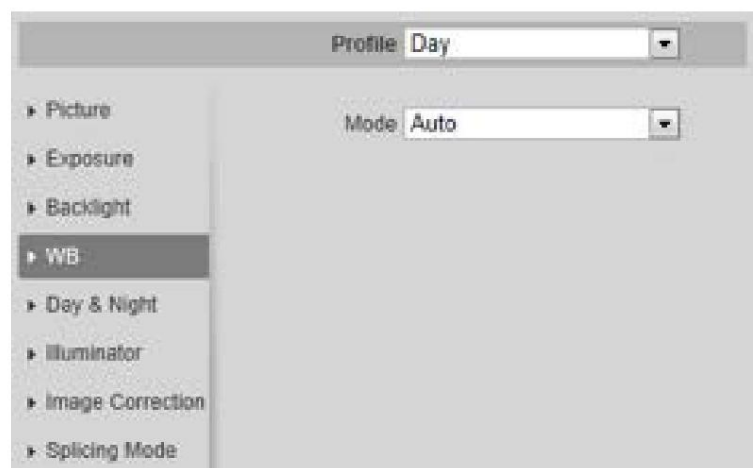 Profile Day
Picture
Mode Auto
Exposure
Backlight
WB
Day & Night
Illuminator
Image Correction
Splicing Mode